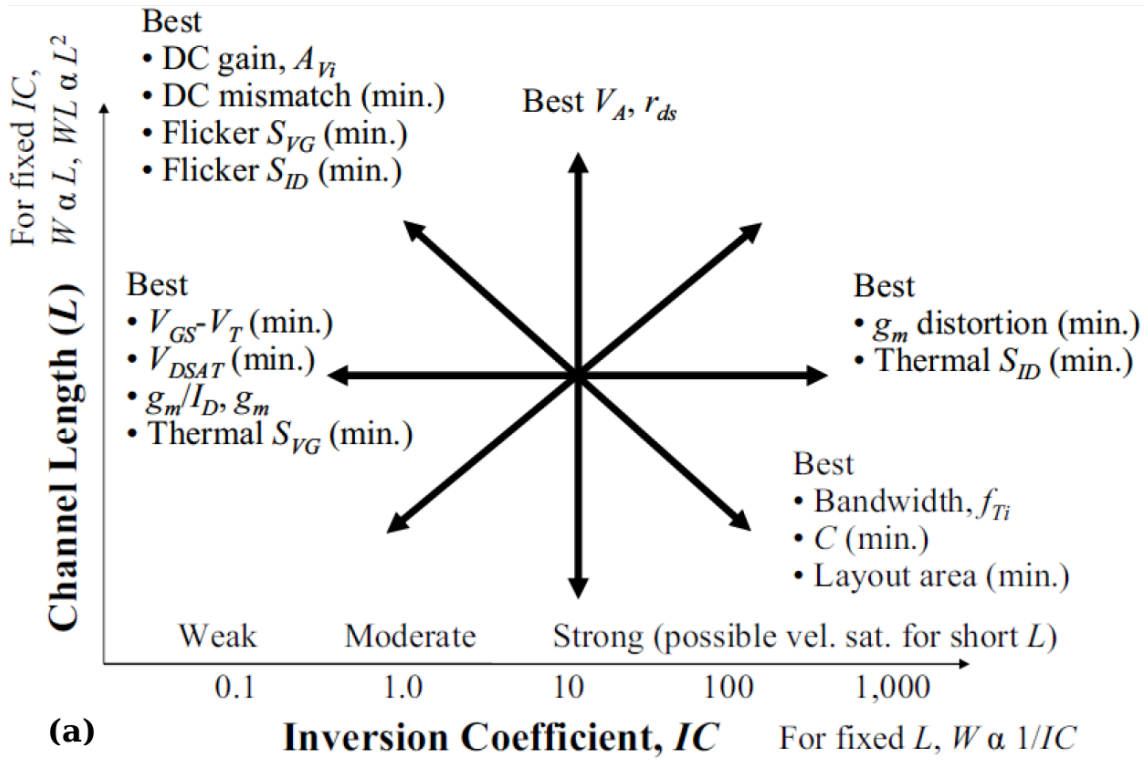 Best
• DC gain, A_Vi
• DC mismatch (min.)
• Flicker S_VG (min.)
• Flicker S_ID (min.)
Best V_A, r_ds
For fixed IC,
W α L, WL α L²
Channel Length (L)
Best
• V_GS-V_T (min.)
• V_DSAT (min.)
• g_m/I_D, g_m
• Thermal S_VG (min.)
Best
• g_m distortion (min.)
• Thermal S_ID (min.)
Best
• Bandwidth, f_Ti
• C (min.)
• Layout area (min.)
Weak Moderate Strong (possible vel. sat. for short L)
0.1 1.0 10 100 1,000
(a) Inversion Coefficient, IC For fixed L, W α 1/IC